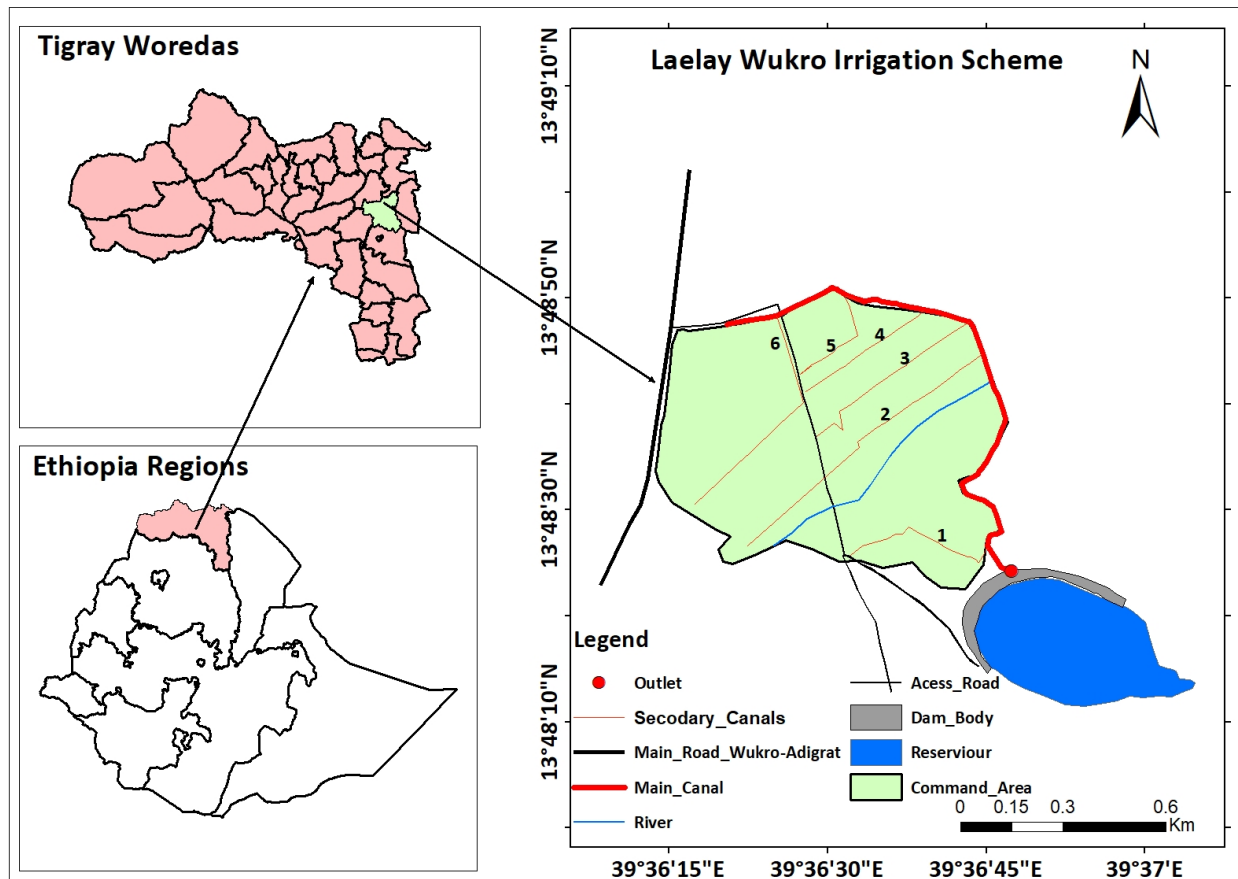 Tigray Woredas
Ethiopia Regions
Laelay Wukro Irrigation Scheme
N
13°49'10"N
13°48'50"N
13°48'30"N
13°48'10"N
6
5
4
3
2
1
Legend
Outlet
Secodary_Canals
Main_Road_Wukro-Adigrat
Main_Canal
River
Acess_Road
Dam_Body
Reserviour
Command_Area
0 0.15 0.3 0.6
Km
39°36'15"E 39°36'30"E 39°36'45"E 39°37'E